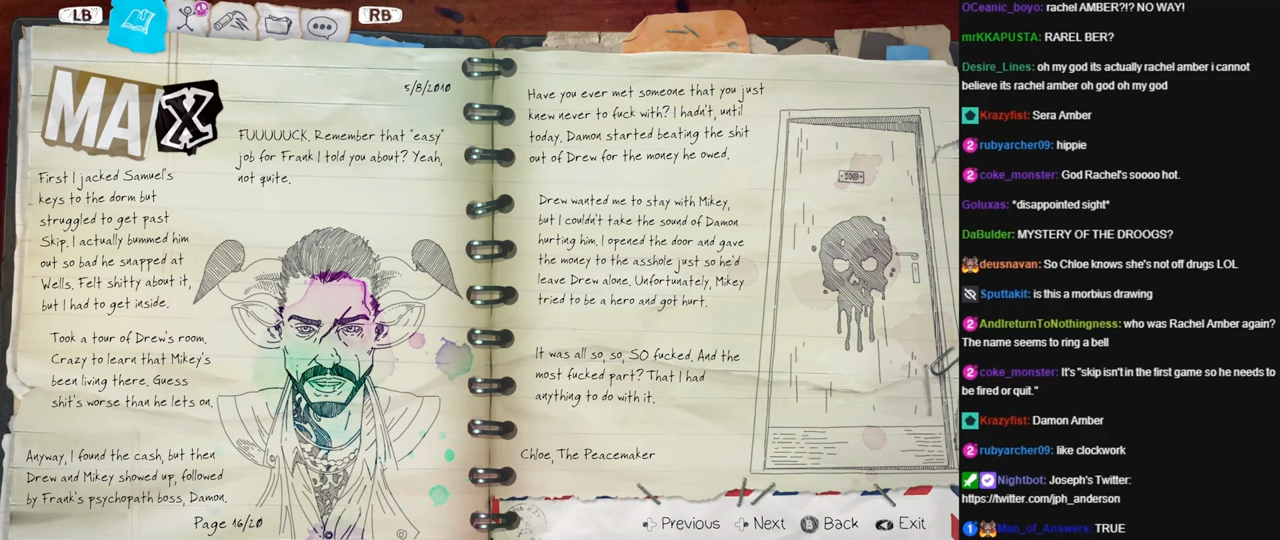 LB
RB
MAX
5/8/2010
FUUUUUCK. Remember that "easy"
job for Frank I told you about? Yeah,
not quite.
First I jacked Samuel's
keys to the dorm but
struggled to get past
Skip. I actually bummed him
out so bad he snapped at
Wells. Felt shitty about it,
but I had to get inside.
Took a tour of Drew's room.
Crazy to learn that Mikey's
been living there. Guess
shit's worse than he lets on.
Anyway, I found the cash, but then
Drew and Mikey showed up, followed
by Frank's psychopath boss, Damon.
Page 16/20
Have you ever met someone that you just
knew never to fuck with? I hadn't, until
today. Damon started beating the shit
out of Drew for the money he owed.
Drew wanted me to stay with Mikey,
but I couldn't take the sound of Damon
hurting him. I opened the door and gave
the money to the asshole just so he'd
leave Drew alone. Unfortunately, Mikey
tried to be a hero and got hurt.
It was all so, so, SO fucked. And the
most fucked part? That I had
anything to do with it.
Chloe, The Peacemaker
Previous
Next
B Back
Exit
OCeanic_boyo: rachel AMBER?!? NO WAY!
mrKKAPUSTA: RAREL BER?
Desire_Lines: oh my god its actually rachel amber i cannot
believe its rachel amber oh god oh my god
Krazyfist: Sera Amber
2 rubyarcher09: hippie
2 coke_monster: God Rachel's soooo hot.
Goluxas: *disappointed sight*
DaBulder: MYSTERY OF THE DROOGS?
deusnavan: So Chloe knows she's not off drugs LOL
Sputtakit: is this a morbius drawing
2 AndIreturnToNothingness: who was Rachel Amber again?
The name seems to ring a bell
2 coke_monster: It's "skip isn't in the first game so he needs to
be fired or quit."
Krazyfist: Damon Amber
2 rubyarcher09: like clockwork
Nightbot: Joseph's Twitter:
https://twitter.com/jph_anderson
1 Man_of_Answers: TRUE